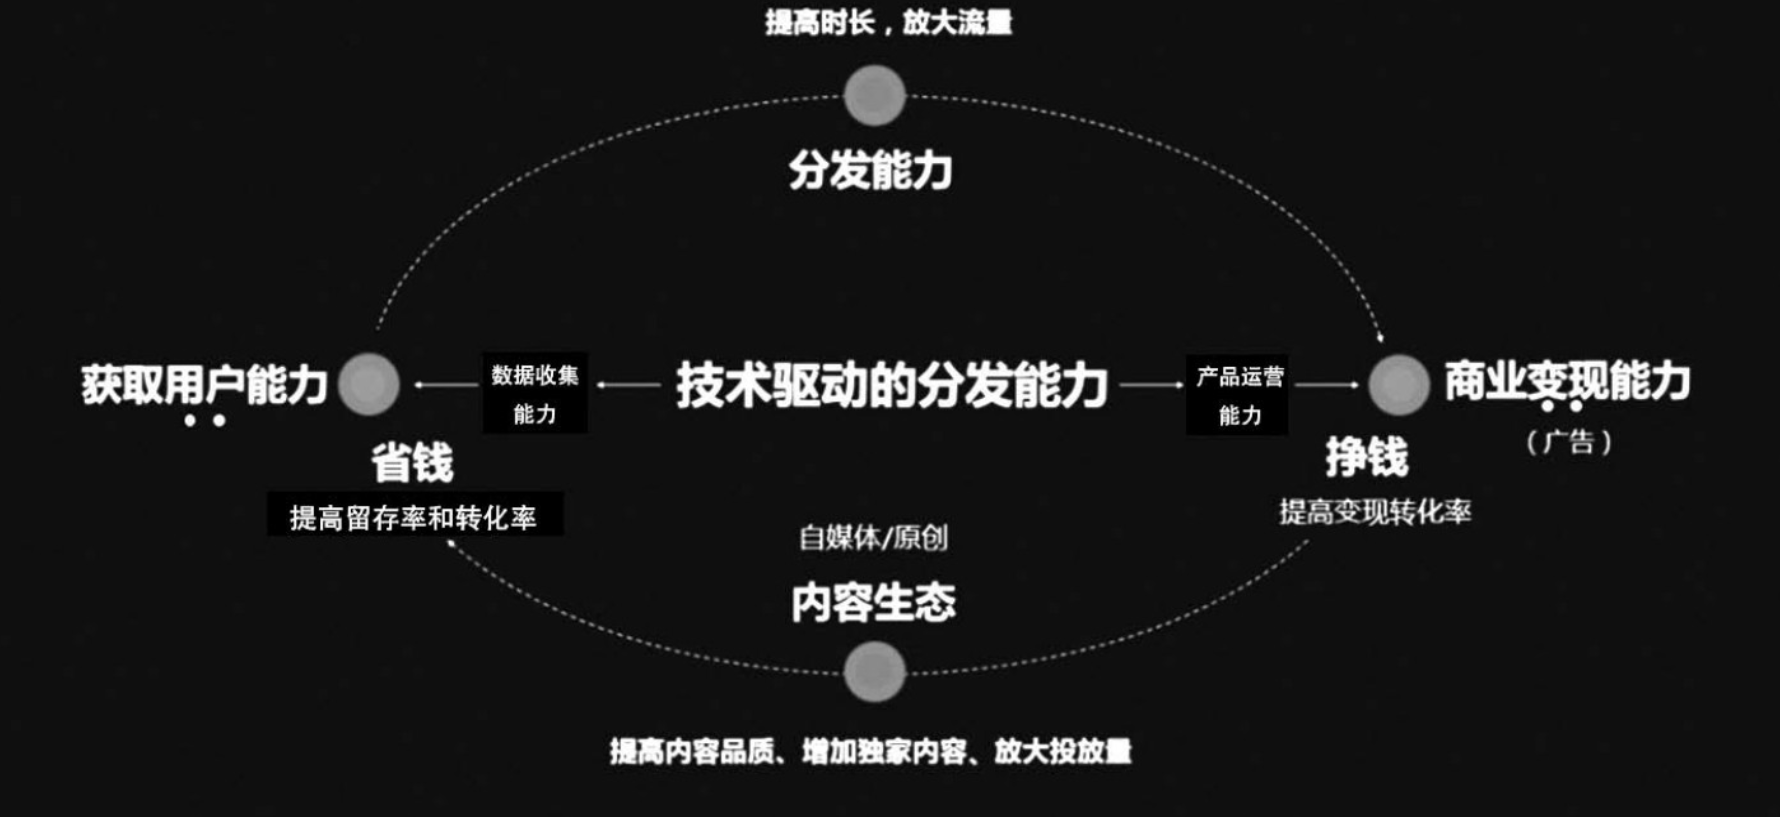 提高时长，放大流量
分发能力
获取用户能力
数据收集
能力
技术驱动的分发能力
产品运营
能力
商业变现能力
（广告）
省钱
提高留存率和转化率
挣钱
提高变现转化率
自媒体/原创
内容生态
提高内容品质、增加独家内容、放大投放量